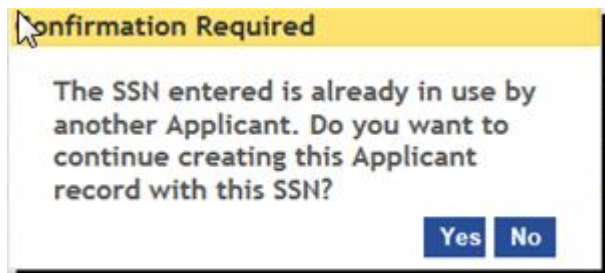 Confirmation Required
The SSN entered is already in use by
another Applicant. Do you want to
continue creating this Applicant
record with this SSN?
Yes No